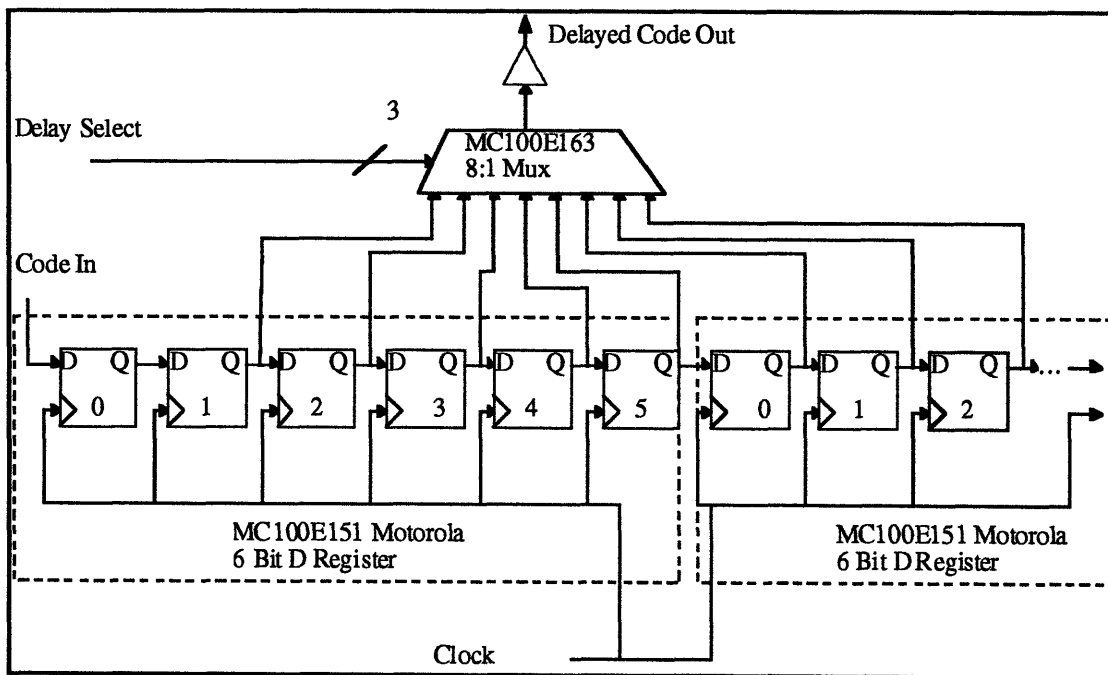 Delayed Code Out
3
Delay Select
MC100E163
8:1 Mux
Code In
D Q D Q D Q D Q D Q D Q D Q D Q D Q
...
0 1 2 3 4 5 0 1 2
MC100E151 Motorola
6 Bit D Register
MC100E151 Motorola
6 Bit D Register
Clock